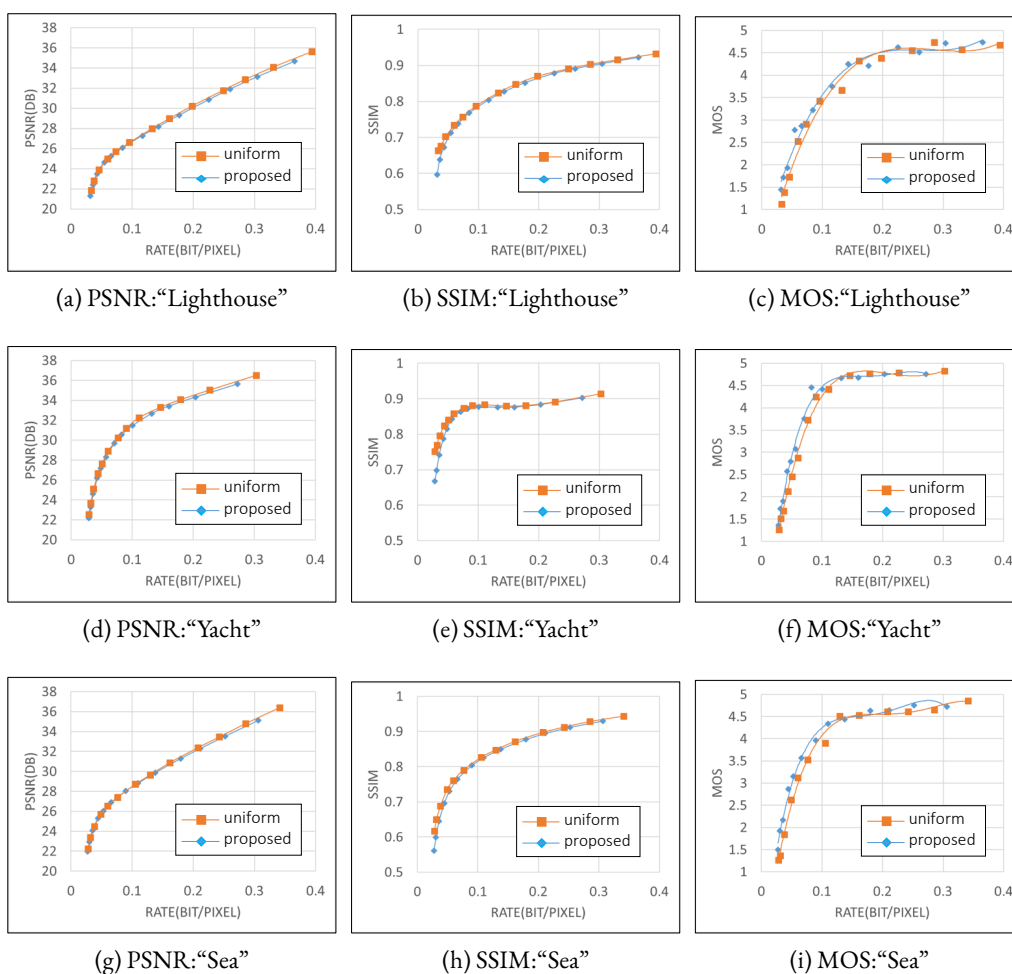 38
36
34
32
30
28
26
24
22
20
PSNR(DB)
uniform
proposed
0 0.1 0.2 0.3 0.4
RATE(BIT/PIXEL)
(a) PSNR:“Lighthouse”
1
0.9
0.8
0.7
0.6
0.5
SSIM
uniform
proposed
0 0.1 0.2 0.3 0.4
RATE(BIT/PIXEL)
(b) SSIM:“Lighthouse”
5
4.5
4
3.5
3
2.5
2
1.5
1
MOS
uniform
proposed
0 0.1 0.2 0.3 0.4
RATE(BIT/PIXEL)
(c) MOS:“Lighthouse”
38
36
34
32
30
28
26
24
22
20
PSNR(DB)
uniform
proposed
0 0.1 0.2 0.3 0.4
RATE(BIT/PIXEL)
(d) PSNR:“Yacht”
1
0.9
0.8
0.7
0.6
0.5
SSIM
uniform
proposed
0 0.1 0.2 0.3 0.4
RATE(BIT/PIXEL)
(e) SSIM:“Yacht”
5
4.5
4
3.5
3
2.5
2
1.5
1
MOS
uniform
proposed
0 0.1 0.2 0.3 0.4
RATE(BIT/PIXEL)
(f) MOS:“Yacht”
38
36
34
32
30
28
26
24
22
20
PSNR(DB)
uniform
proposed
0 0.1 0.2 0.3 0.4
RATE(BIT/PIXEL)
(g) PSNR:“Sea”
1
0.9
0.8
0.7
0.6
0.5
SSIM
uniform
proposed
0 0.1 0.2 0.3 0.4
RATE(BIT/PIXEL)
(h) SSIM:“Sea”
5
4.5
4
3.5
3
2.5
2
1.5
1
MOS
uniform
proposed
0 0.1 0.2 0.3 0.4
RATE(BIT/PIXEL)
(i) MOS:“Sea”